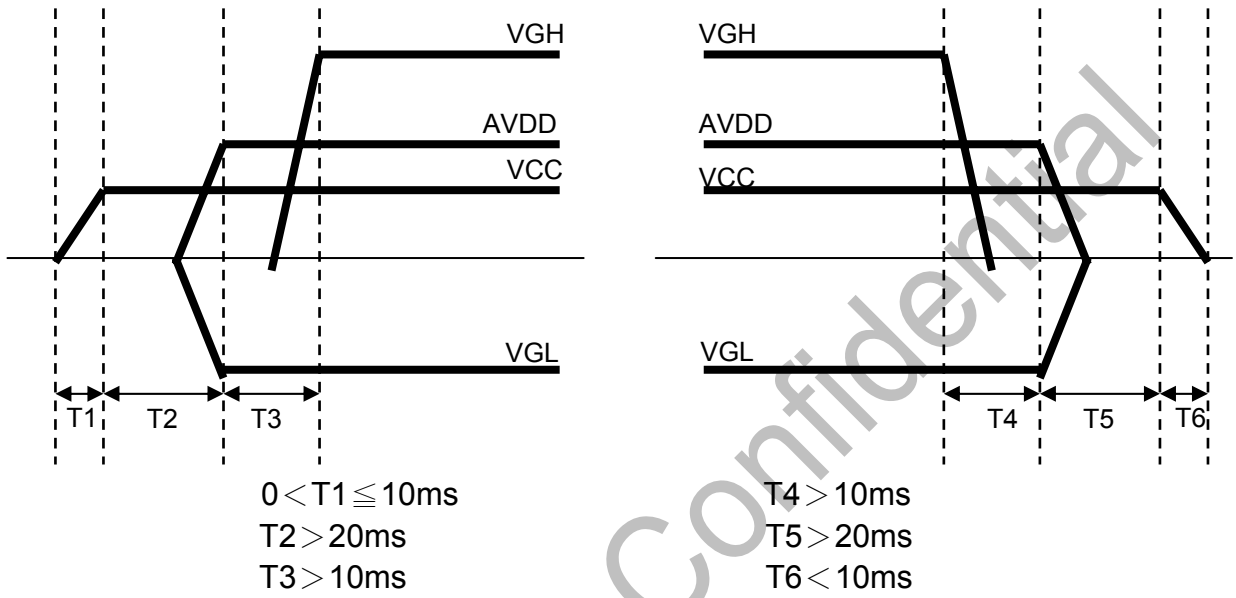 VGH
AVDD
VCC
VGL
T1 T2 T3
0<T1≦10ms
T2>20ms
T3>10ms
VGH
AVDD
VCC
VGL
T4 T5 T6
T4>10ms
T5>20ms
T6<10ms
Confidential